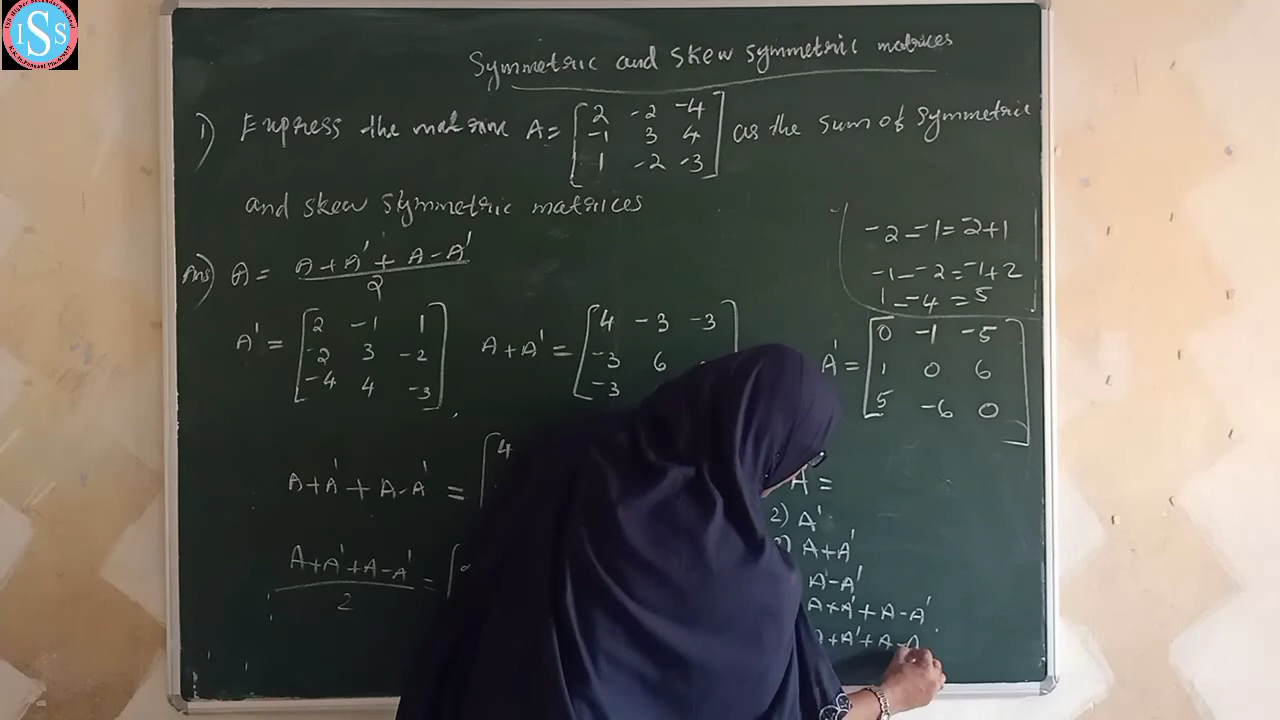 ISS
Symmetric and skew symmetric matrices
1) Express the matrix A = [2 -2 -4
-1 3 4
1 -2 -3] as the sum of symmetric
and skew symmetric matrices
-2 - -1 = -2+1
-1 - -2 = -1+2
1 - -4 = 5
Ans) A = A+A' + A-A'
2
A' = [2 -1 1
-2 3 -2
-4 4 -3],
A+A' = [4 -3 -3
-3 6
-3
A' = [0 -1 -5
1 0 6
5 -6 0]
A+A' + A-A' = [4
A+A'+A-A' = [
2
A =
2) A'
A+A'
A-A'
A+A' + A-A'
A+A'+A-A